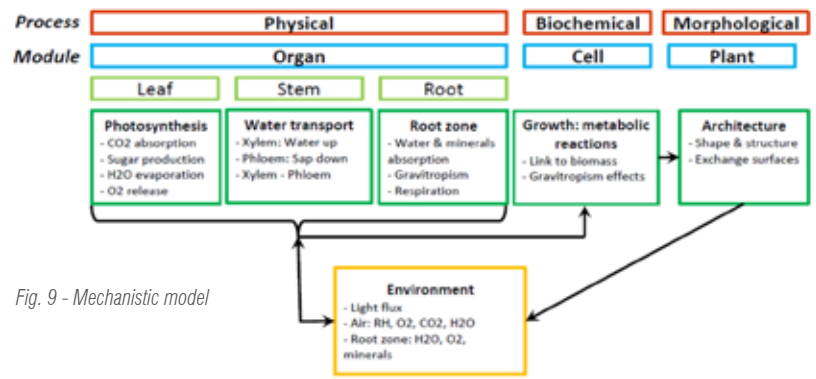 Process Physical Biochemical Morphological
Module Organ Cell Plant
Leaf Stem Root
Photosynthesis
- CO2 absorption
- Sugar production
- H2O evaporation
- O2 release
Water transport
- Xylem: Water up
- Phloem: Sap down
- Xylem - Phloem
Root zone
- Water & minerals
absorption
- Gravitropism
- Respiration
Growth: metabolic
reactions
- Link to biomass
- Gravitropism effects
Architecture
- Shape & structure
- Exchange surfaces
Environment
- Light flux
- Air: RH, O2, CO2, H2O
- Root zone: H2O, O2,
minerals
Fig. 9 - Mechanistic model